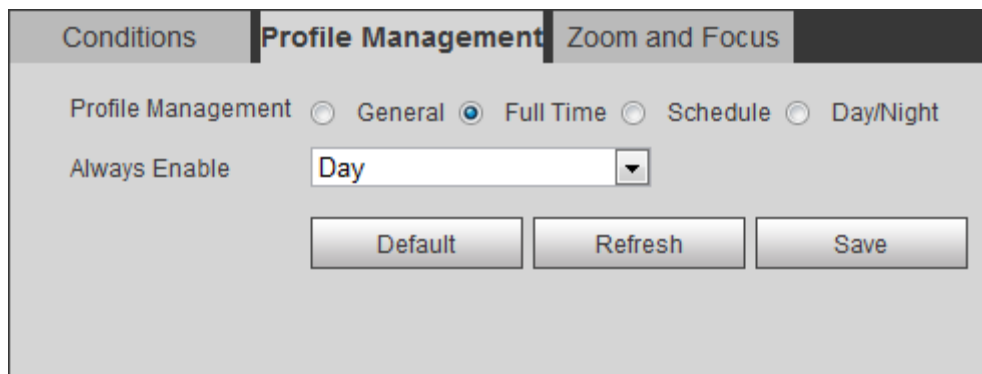 Conditions Profile Management Zoom and Focus
Profile Management General Full Time Schedule Day/Night
Always Enable Day
Default Refresh Save